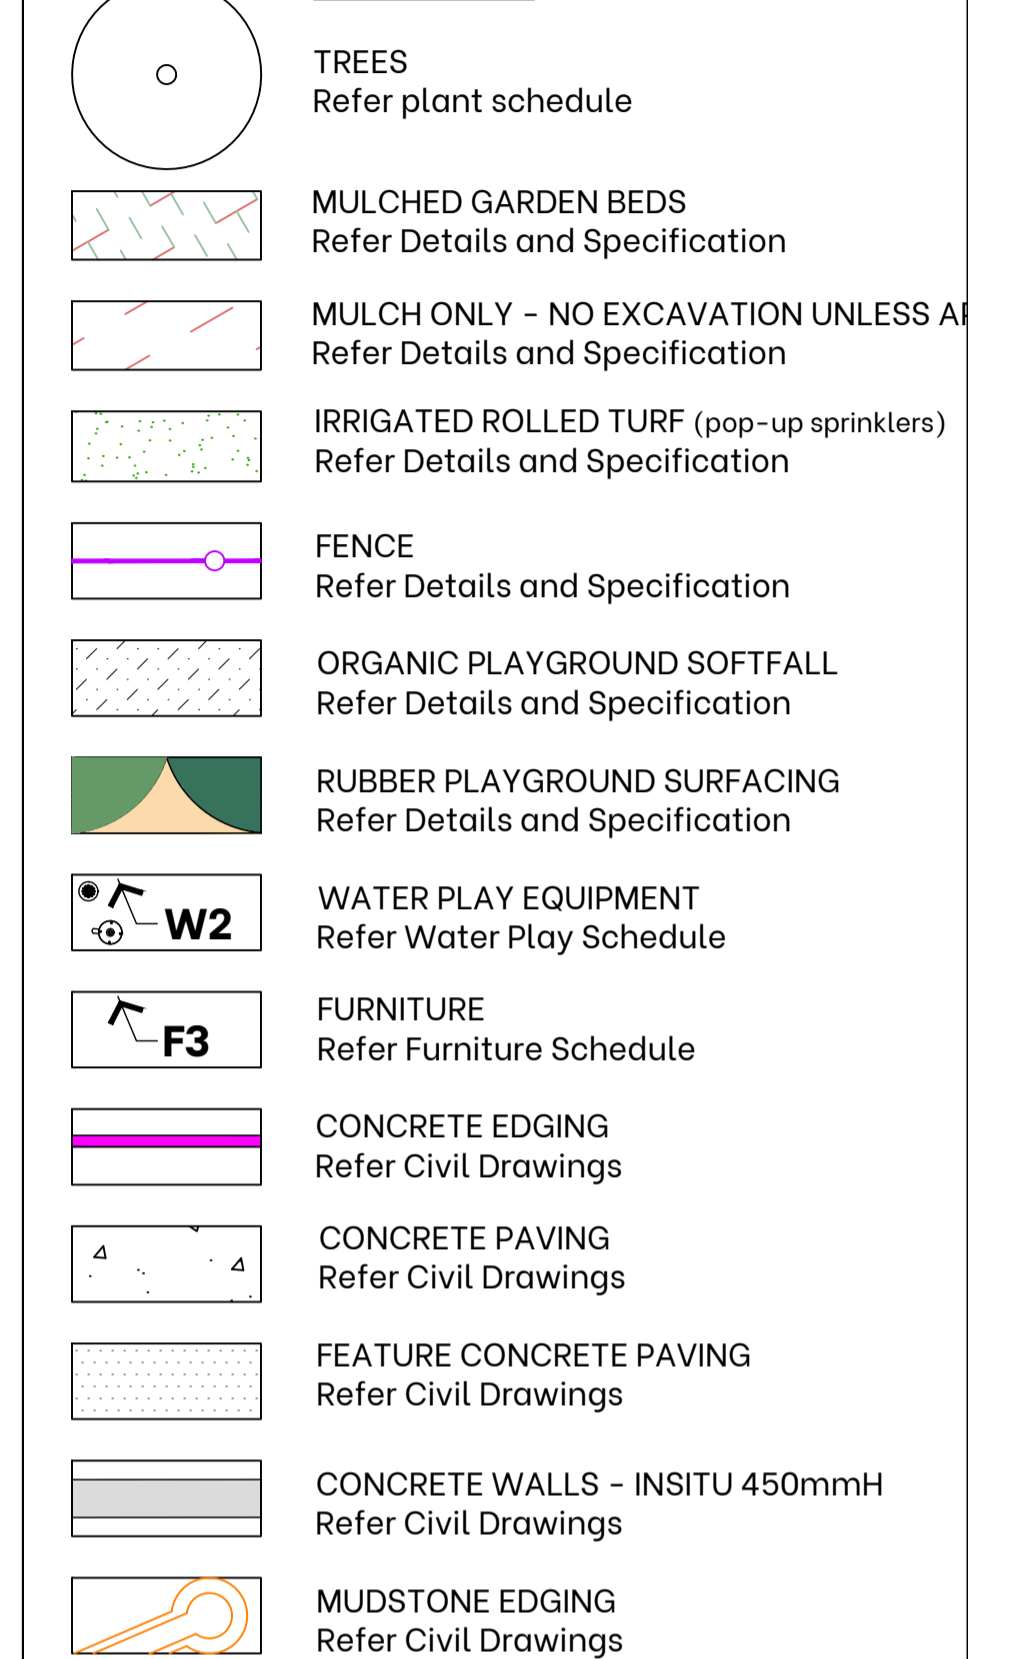 TREES
Refer plant schedule
MULCHED GARDEN BEDS
Refer Details and Specification
MULCH ONLY - NO EXCAVATION UNLESS
Refer Details and Specification
IRRIGATED ROLLED TURF (pop-up sprinklers)
Refer Details and Specification
FENCE
Refer Details and Specification
ORGANIC PLAYGROUND SOFTFALL
Refer Details and Specification
RUBBER PLAYGROUND SURFACING
Refer Details and Specification
W2
WATER PLAY EQUIPMENT
Refer Water Play Schedule
F3
FURNITURE
Refer Furniture Schedule
CONCRETE EDGING
Refer Civil Drawings
CONCRETE PAVING
Refer Civil Drawings
FEATURE CONCRETE PAVING
Refer Civil Drawings
CONCRETE WALLS - INSITU 450mmH
Refer Civil Drawings
MUDSTONE EDGING
Refer Civil Drawings